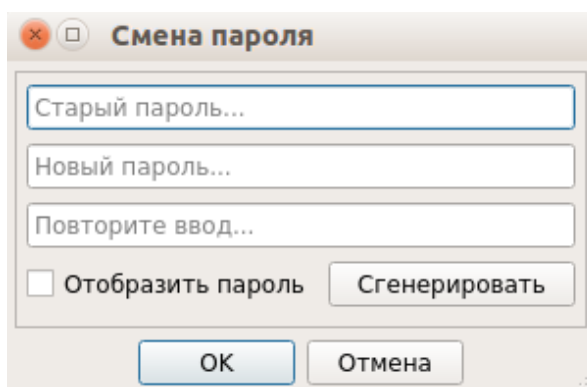 Смена пароля
Старый пароль...
Новый пароль...
Повторите ввод...
Отобразить пароль Сгенерировать
OK Отмена